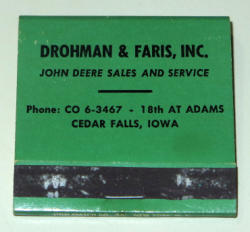 DROHMAN & FARIS, INC.
JOHN DEERE SALES AND SERVICE
Phone: CO 6-3467 - 18th AT ADAMS
CEDAR FALLS, IOWA